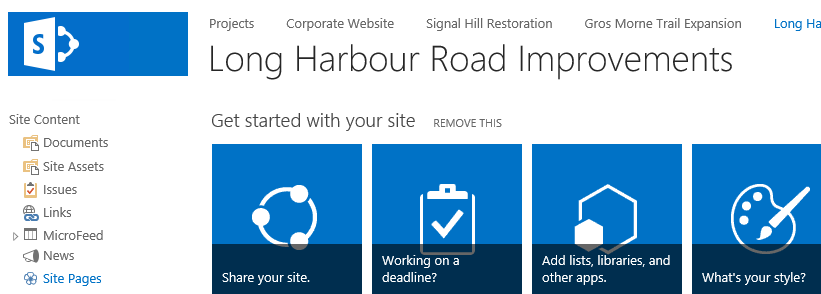 S
Projects Corporate Website Signal Hill Restoration Gros Morne Trail Expansion Long Ha
Long Harbour Road Improvements
Site Content
Documents
Site Assets
Issues
Links
MicroFeed
News
Site Pages
Get started with your site REMOVE THIS
Share your site.
Working on a
deadline?
Add lists, libraries, and
other apps.
What's your style?